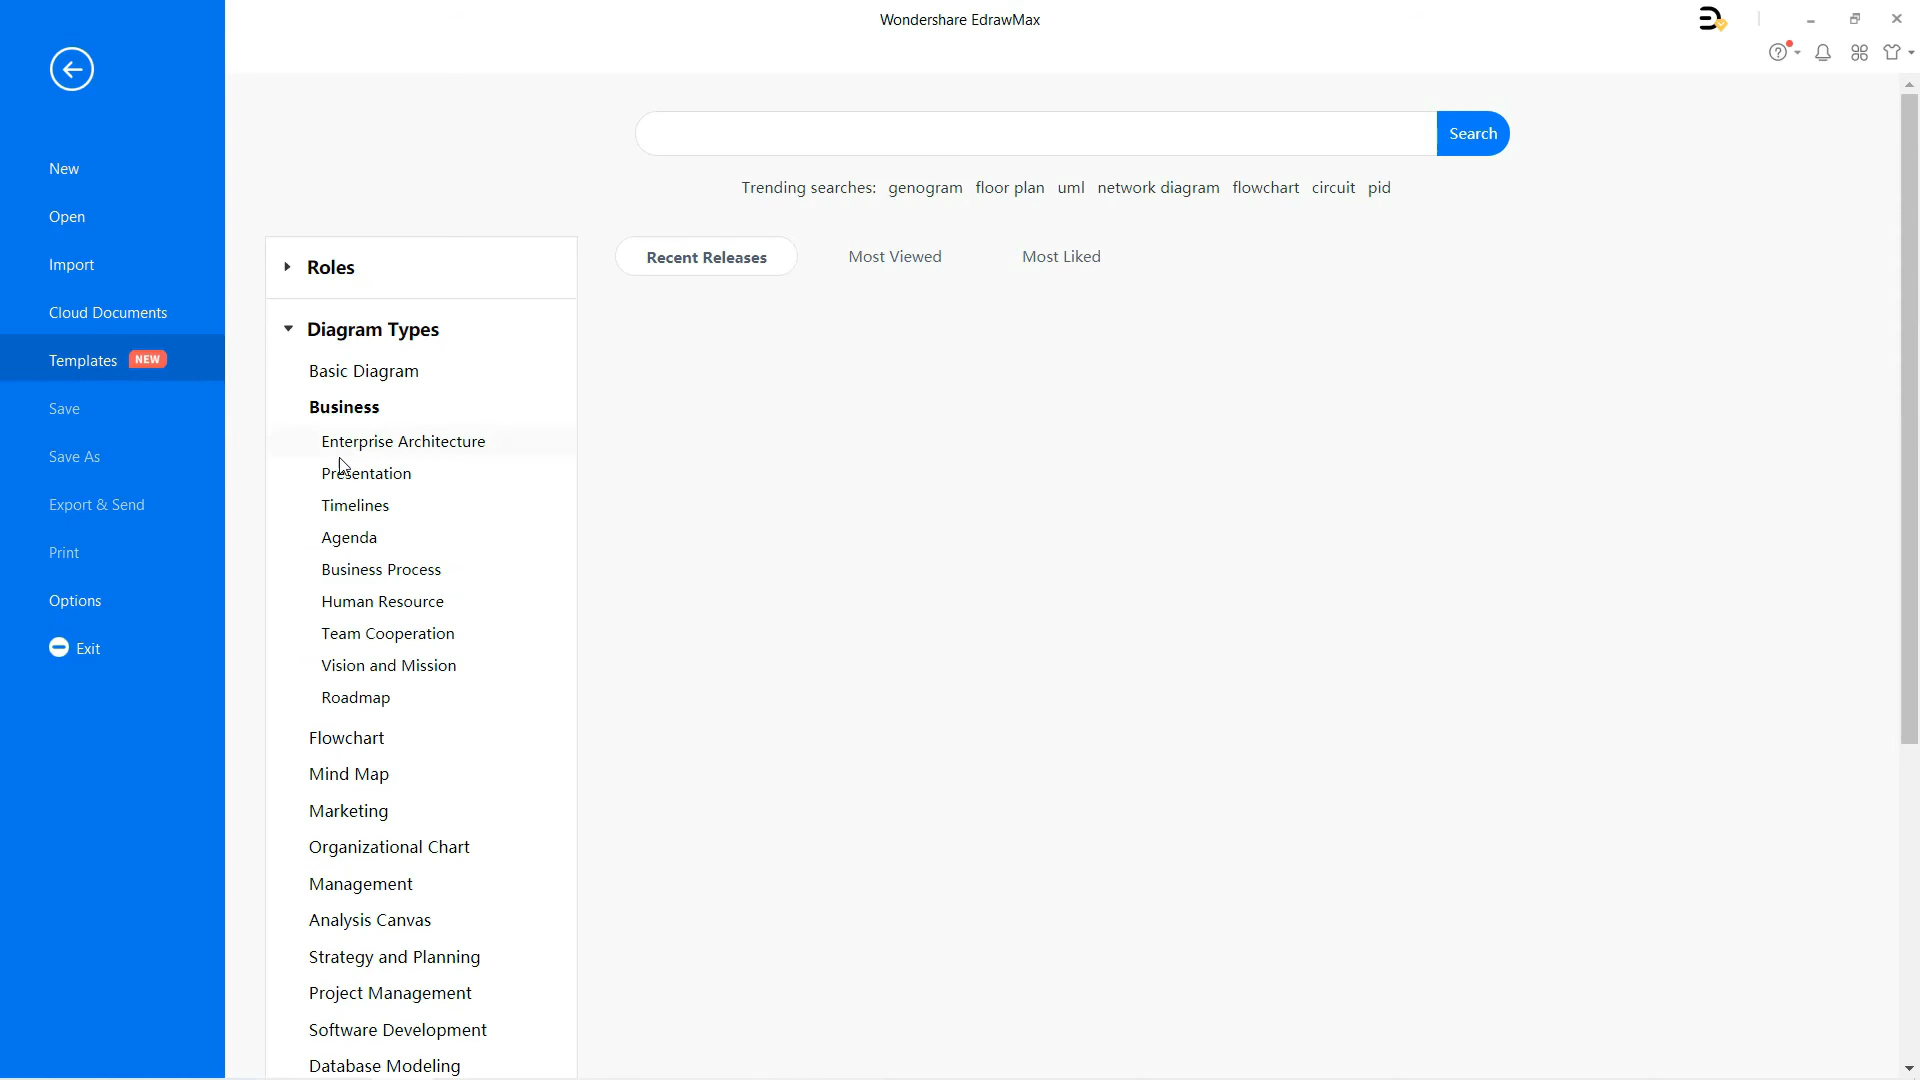 Wondershare EdrawMax
New
Open
Import
Cloud Documents
Templates NEW
Save
Save As
Export & Send
Print
Options
Exit
Search
Trending searches: genogram floor plan uml network diagram flowchart circuit pid
Roles
Diagram Types
Basic Diagram
Business
Enterprise Architecture
Presentation
Timelines
Agenda
Business Process
Human Resource
Team Cooperation
Vision and Mission
Roadmap
Flowchart
Mind Map
Marketing
Organizational Chart
Management
Analysis Canvas
Strategy and Planning
Project Management
Software Development
Database Modeling
Recent Releases Most Viewed Most Liked